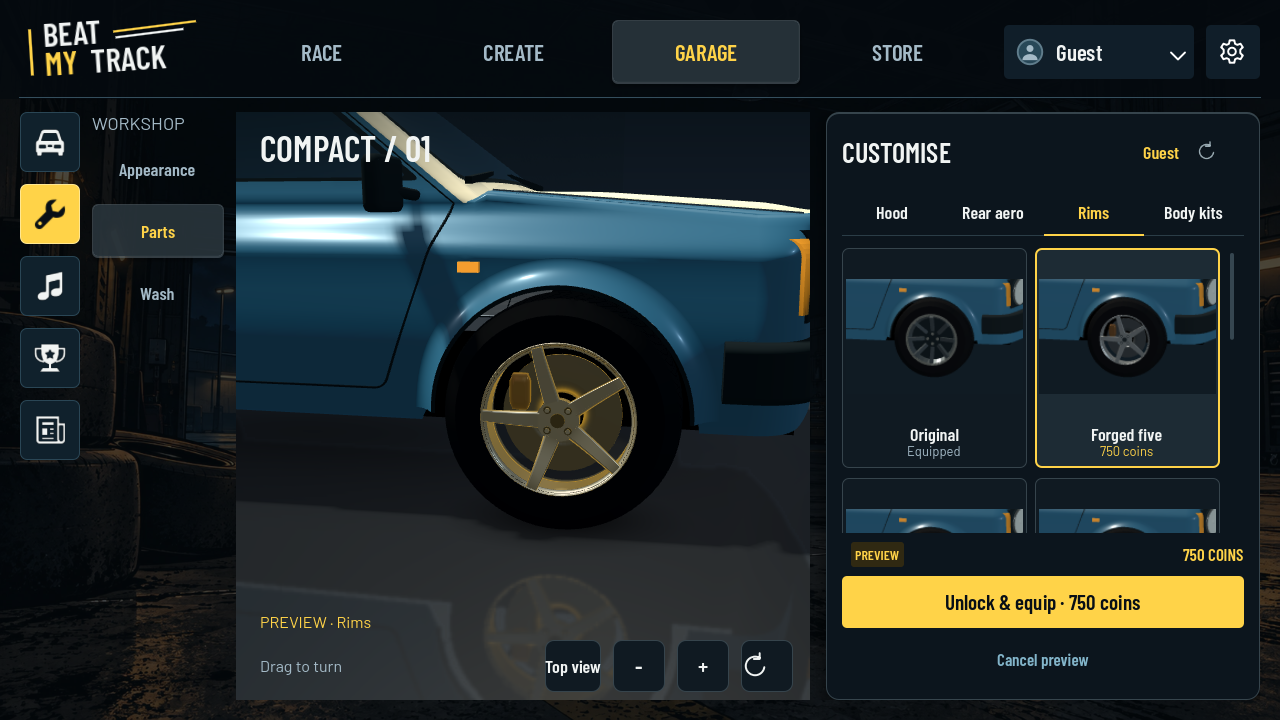 BEAT
MY TRACK
RACE
CREATE
GARAGE
STORE
Guest
WORKSHOP
Appearance
Parts
Wash
COMPACT / 01
PREVIEW · Rims
Drag to turn
Top view
-
+
CUSTOMISE
Guest
Hood
Rear aero
Rims
Body kits
Original
Equipped
Forged five
750 coins
PREVIEW
750 COINS
Unlock & equip · 750 coins
Cancel preview